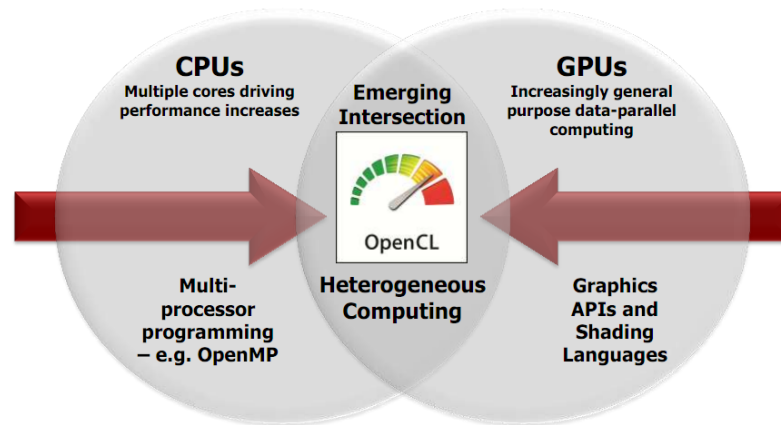 CPUs
Multiple cores driving
performance increases
Emerging
Intersection
GPUs
Increasingly general
purpose data-parallel
computing
OpenCL
Heterogeneous
Computing
Multi-
processor
programming
– e.g. OpenMP
Graphics
APIs and
Shading
Languages